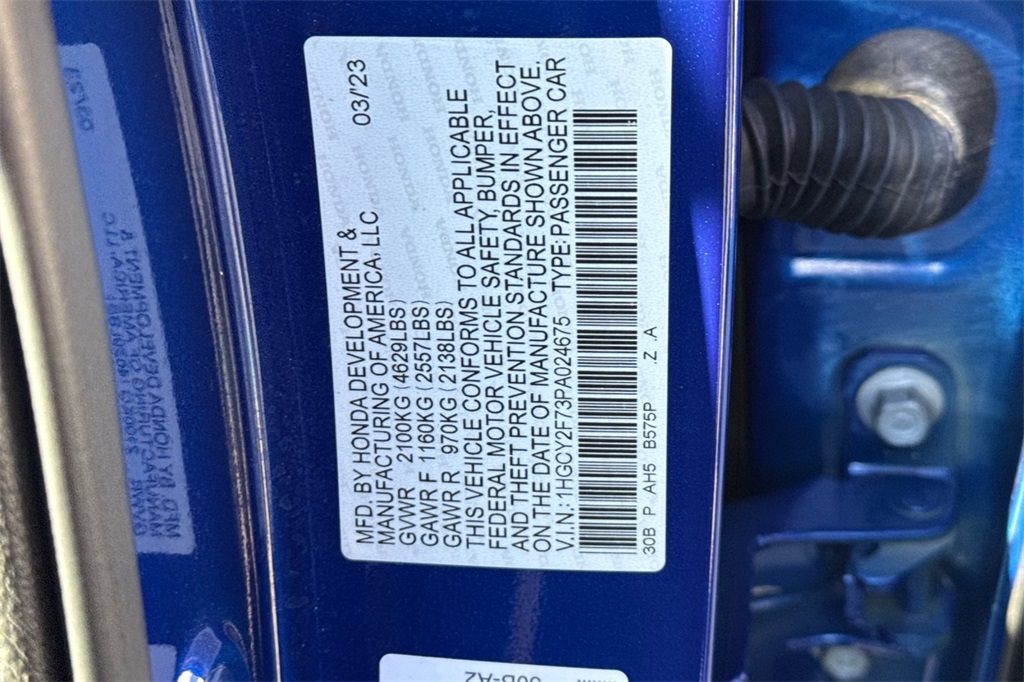 MFD. BY HONDA DEVELOPMENT & 03/'23
MANUFACTURING OF AMERICA, LLC
GVWR 2100KG (4629LBS)
GAWR F 1160KG (2557LBS)
GAWR R 970KG (2138LBS)
THIS VEHICLE CONFORMS TO ALL APPLICABLE
FEDERAL MOTOR VEHICLE SAFETY, BUMPER,
AND THEFT PREVENTION STANDARDS IN EFFECT
ON THE DATE OF MANUFACTURE SHOWN ABOVE.
V.I.N.: 1HGCY2F73PA024675 TYPE: PASSENGER CAR
30B P AH5 B575P Z A
30B-A2